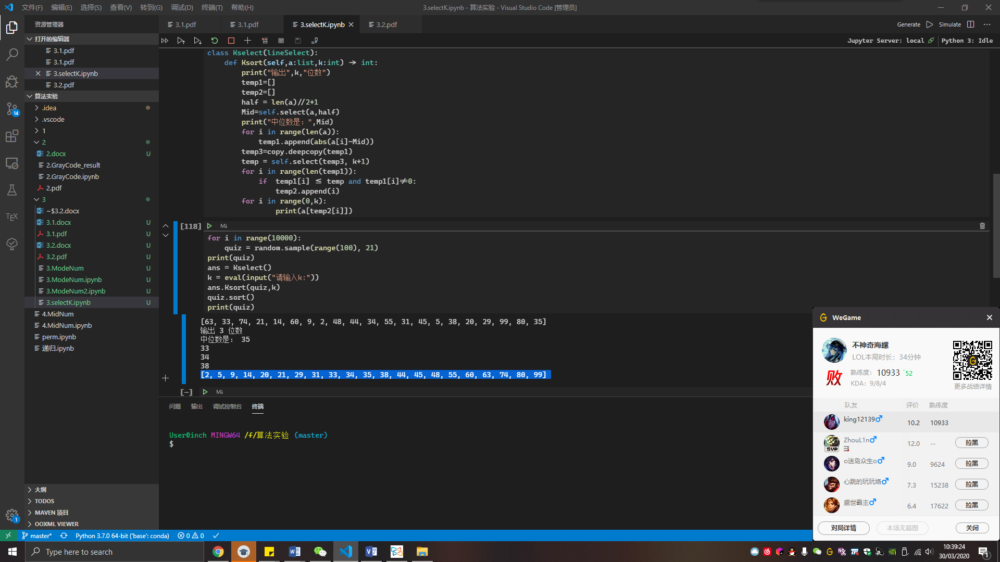 文件(F) 编辑(E) 选择(S) 查看(V) 转到(G) 调试(D) 终端(T) 帮助(H)
3.selectK.ipynb - 算法实验 - Visual Studio Code [管理员]
资源管理器
3.1.pdf
3.1.pdf
3.selectK.ipynb
3.2.pdf
Generate
Simulate
Jupyter Server: local
Python 3: Idle
打开的编辑器
3.1.pdf
3.1.pdf
3.selectK.ipynb
3.2.pdf
算法实验
.idea
.vscode
1
2
2.docx U
2.GrayCode_result
2.GrayCode.ipynb
2.pdf
3
~$3.2.docx
3.1.docx U
3.1.pdf U
3.2.docx U
3.2.pdf U
3.ModeNum U
3.ModeNum.ipynb U
3.ModeNum2.ipynb U
3.selectK.ipynb U
4.MidNum
4.MidNum.ipynb
perm.ipynb
递归.ipynb
大纲
TODOS
MAVEN 项目
OOXML VIEWER
14
TEX
1
class Kselect(lineSelect):
def Ksort(self,a:list,k:int) -> int:
print("输出",k,"位数")
temp1=[]
temp2=[]
half = len(a)//2+1
Mid=self.select(a,half)
print("中位数是: ",Mid)
for i in range(len(a)):
temp1.append(abs(a[i]-Mid))
temp3=copy.deepcopy(temp1)
temp = self.select(temp3, k+1)
for i in range(len(temp1)):
if temp1[i] ≤ temp and temp1[i]≠0:
temp2.append(i)
for i in range(0,k):
print(a[temp2[i]])
[118]
M↓
for i in range(10000):
quiz = random.sample(range(100), 21)
print(quiz)
ans = Kselect()
k = eval(input("请输入k:"))
ans.Ksort(quiz,k)
quiz.sort()
print(quiz)
[63, 33, 74, 21, 14, 60, 9, 2, 48, 44, 34, 55, 31, 45, 5, 38, 20, 29, 99, 80, 35]
输出 3 位数
中位数是: 35
33
34
38
[2, 5, 9, 14, 20, 21, 29, 31, 33, 34, 35, 38, 44, 45, 48, 55, 60, 63, 74, 80, 99]
[-]
M↓
问题 输出 调试控制台 终端
User@inch MINGW64 /f/算法实验 (master)
$
WeGame
不神奇海螺
LOL本局时长: 34分钟
败
熟练度: 10933 52
KDA: 9/8/4
更多战绩详情
队友 评价 熟练度
king12139 10.2 10933
ZhouL1n 12.0 -- 拉黑
SVP
o迷岛众生o 9.0 9624 拉黑
心跳的玩玩络 7.3 15238 拉黑
盛世霸主 6.4 17622 拉黑
对局详情 本场无截图 关闭
master* Python 3.7.0 64-bit ('base': conda) 0 0
Type here to search
10:39:24
30/03/2020
1